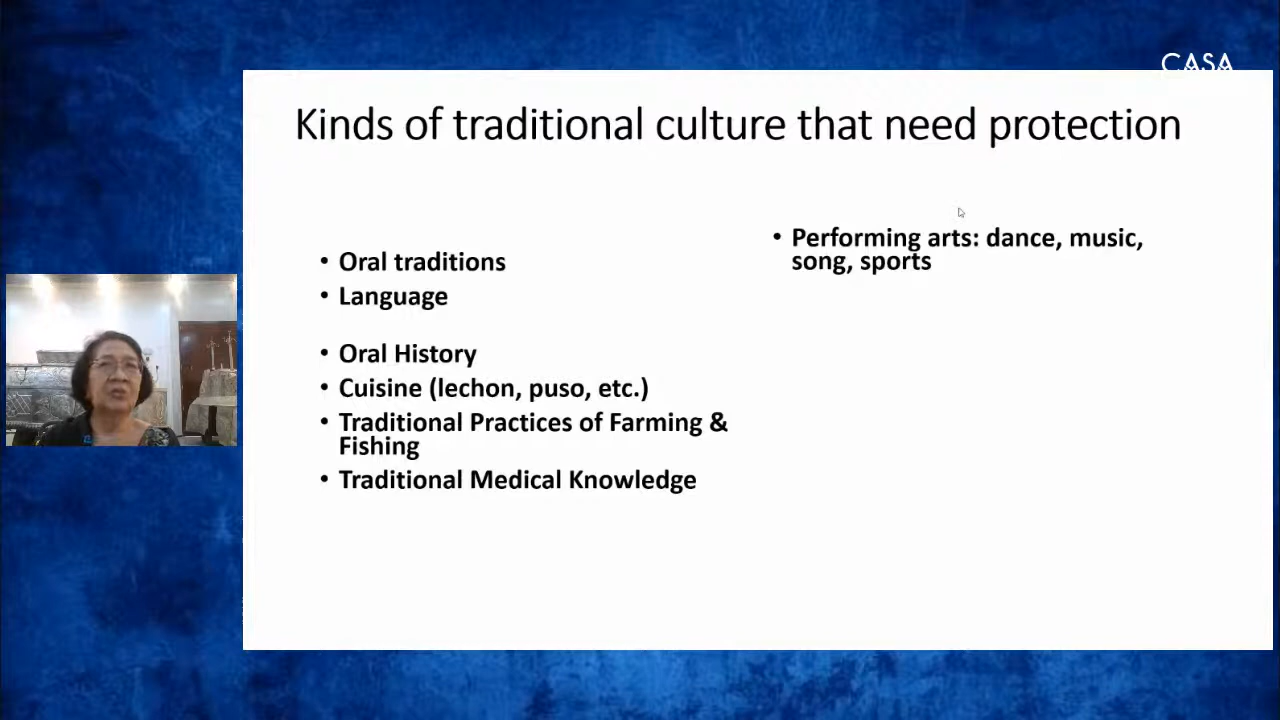 CASA
Kinds of traditional culture that need protection
• Oral traditions
• Language
• Oral History
• Cuisine (lechon, puso, etc.)
• Traditional Practices of Farming &
Fishing
• Traditional Medical Knowledge
• Performing arts: dance, music,
song, sports